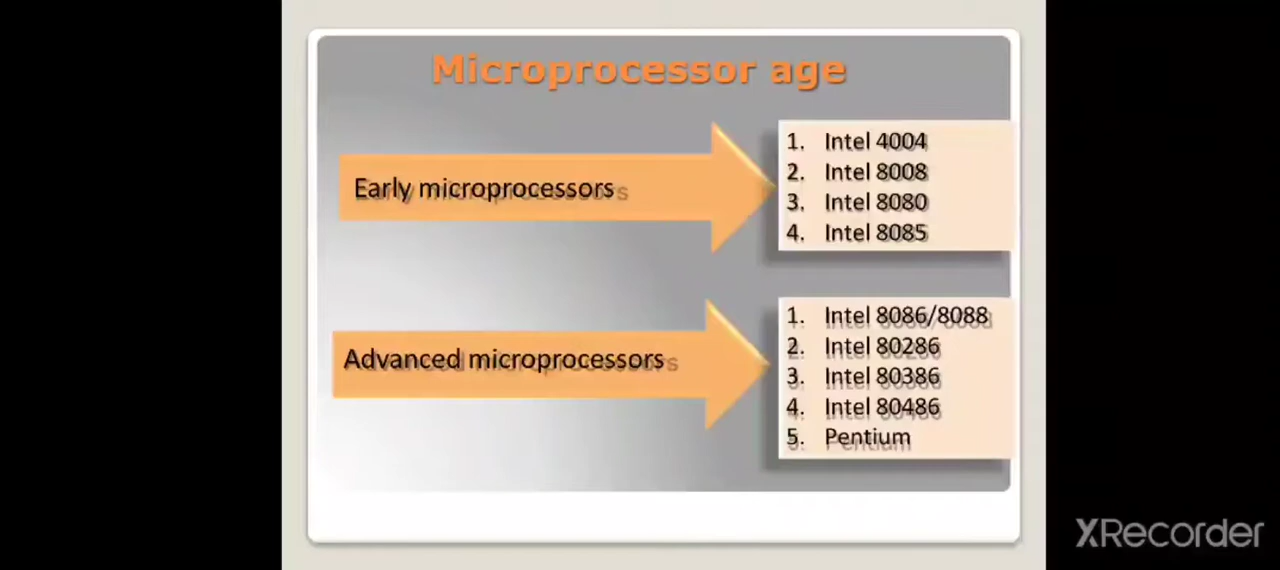 Microprocessor age
Early microprocessors
1. Intel 4004
2. Intel 8008
3. Intel 8080
4. Intel 8085
Advanced microprocessors
1. Intel 8086/8088
2. Intel 80286
3. Intel 80386
4. Intel 80486
5. Pentium
XRecorder